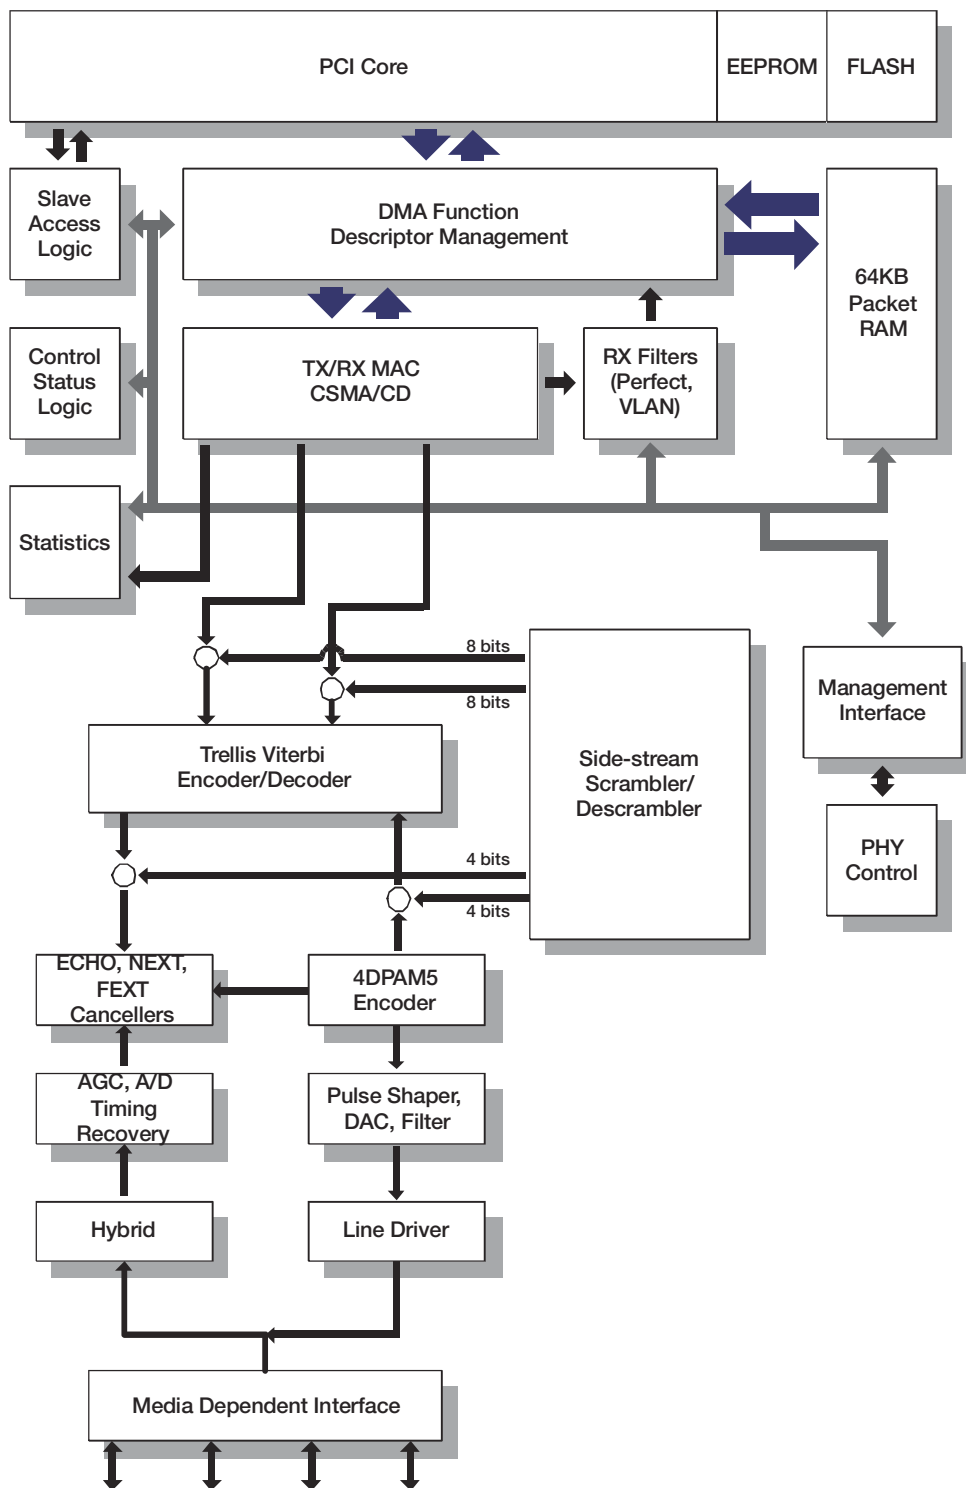 PCI Core
EEPROM
FLASH
Slave
Access
Logic
DMA Function
Descriptor Management
64KB
Packet
RAM
Control
Status
Logic
TX/RX MAC
CSMA/CD
RX Filters
(Perfect,
VLAN)
Statistics
8 bits
8 bits
Management
Interface
Trellis Viterbi
Encoder/Decoder
Side-stream
Scrambler/
Descrambler
4 bits
4 bits
PHY
Control
ECHO, NEXT,
FEXT
Cancellers
4DPAM5
Encoder
AGC, A/D
Timing
Recovery
Pulse Shaper,
DAC, Filter
Hybrid
Line Driver
Media Dependent Interface